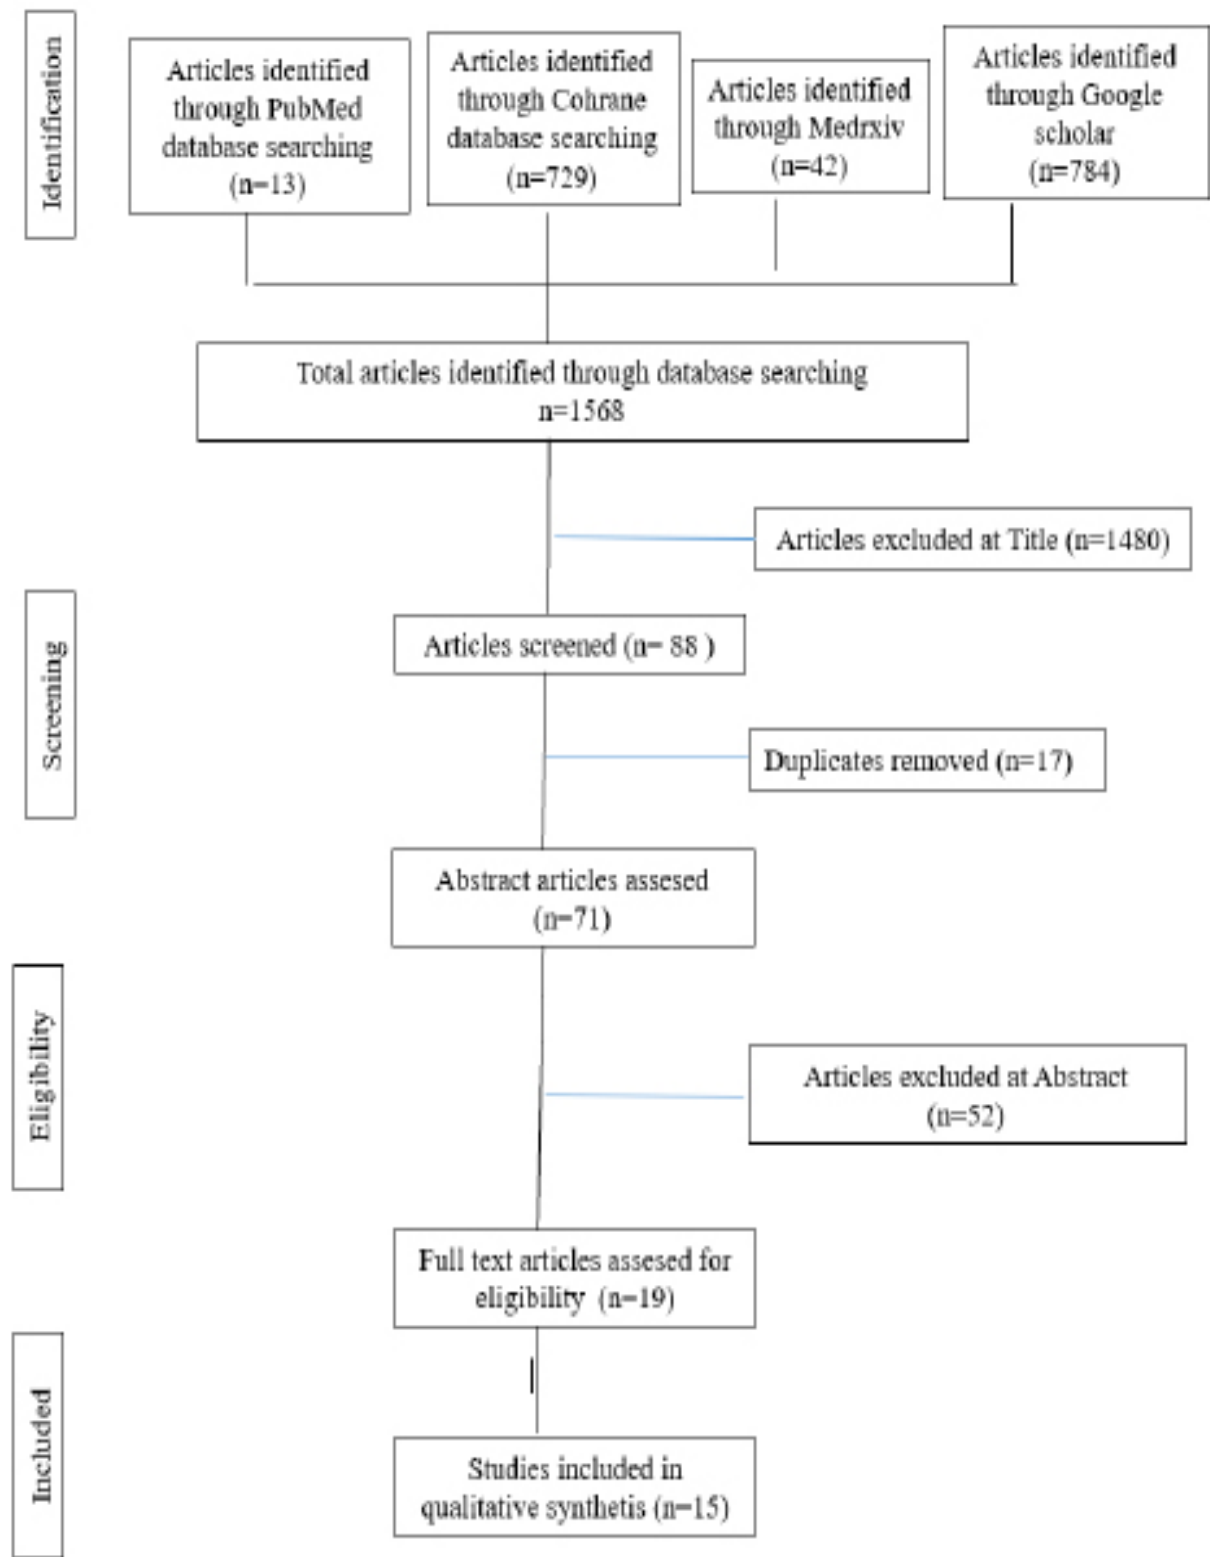 Identification
Articles identified
through PubMed
database searching
(n=13)
Articles identified
through Cohrane
database searching
(n=729)
Articles identified
through Medrxiv
(n=42)
Articles identified
through Google
scholar
(n=784)
Total articles identified through database searching
n=1568
Articles excluded at Title (n=1480)
Screening
Articles screened (n= 88 )
Duplicates removed (n=17)
Abstract articles assesed
(n=71)
Eligibility
Articles excluded at Abstract
(n=52)
Full text articles assesed for
eligibility (n=19)
Included
Studies included in
qualitative synthetis (n=15)